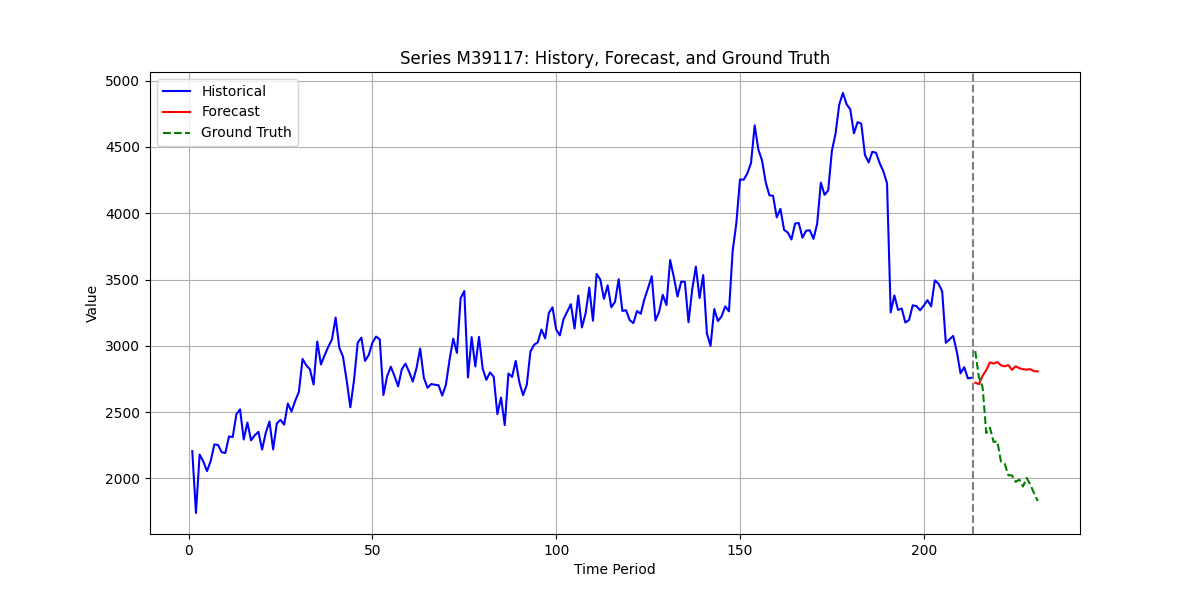 Series M39117: History, Forecast, and Ground Truth
Historical
Forecast
Ground Truth
5000
4500
4000
3500
3000
2500
2000
Value
0 50 100 150 200
Time Period